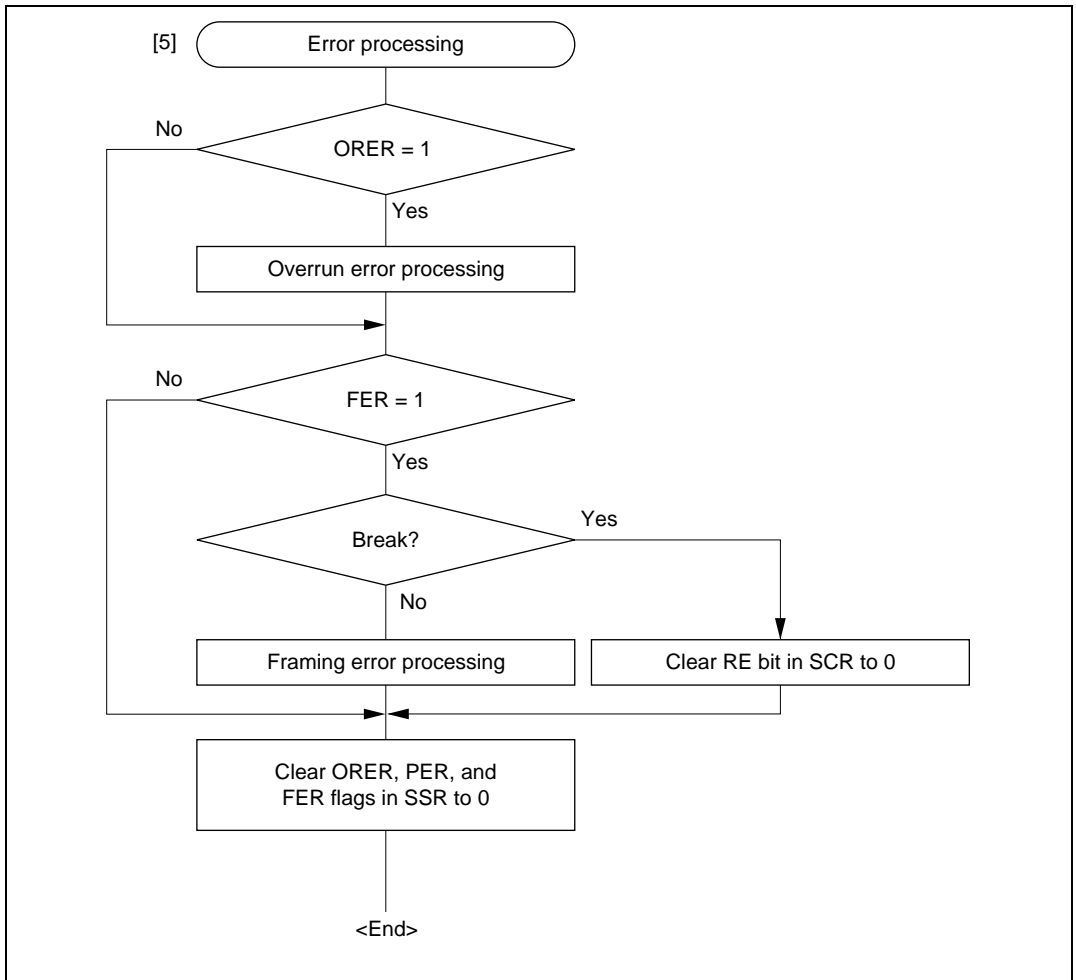 [5] Error processing
No
ORER = 1
Yes
Overrun error processing
No
FER = 1
Yes
Yes
Break?
No
Framing error processing
Clear RE bit in SCR to 0
Clear ORER, PER, and
FER flags in SSR to 0
<End>